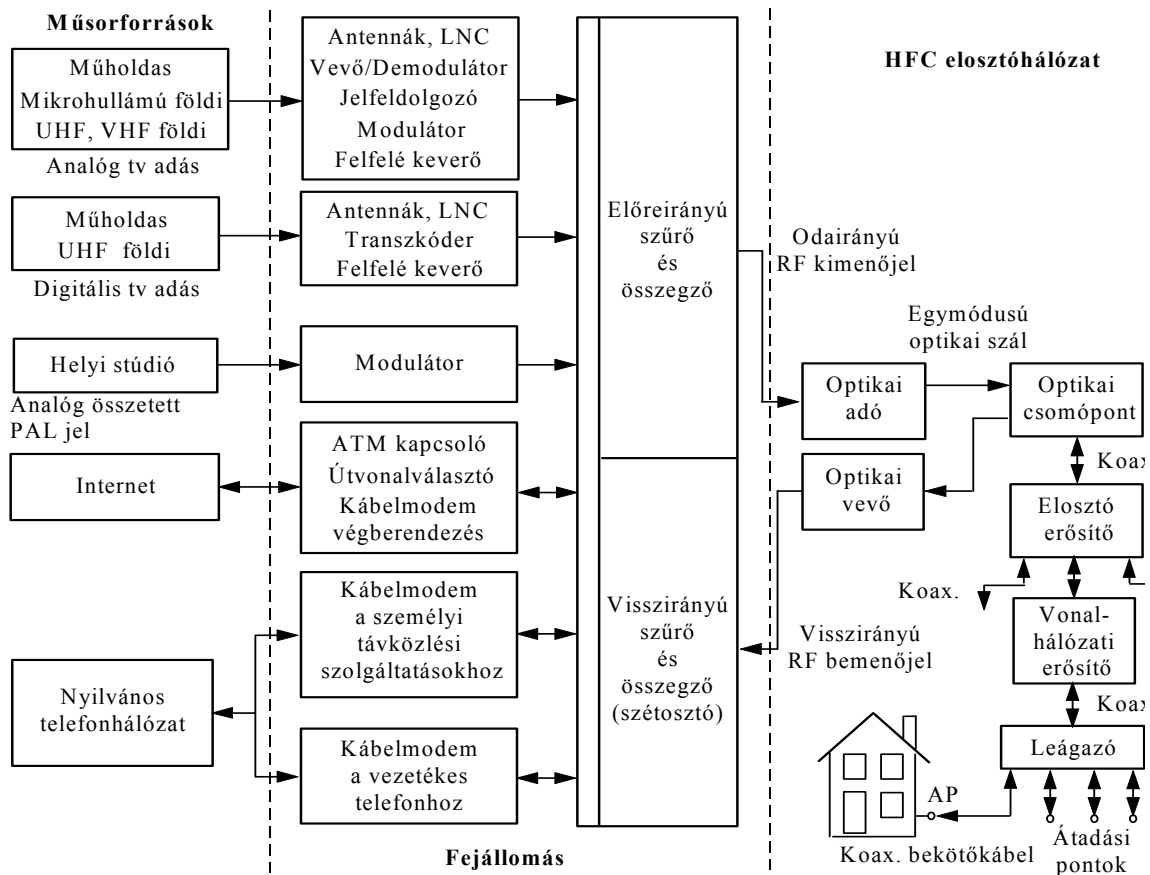 Műsorforrások
Műholdas
Mikrohullámú földi
UHF, VHF földi
Analóg tv adás
Műholdas
UHF földi
Digitális tv adás
Helyi stúdió
Analóg összetett
PAL jel
Internet
Nyilvános
telefonhálózat
Antennák, LNC
Vevő/Demodulátor
Jelfeldolgozó
Modulátor
Felfelé keverő
Antennák, LNC
Transzkóder
Felfelé keverő
Modulátor
ATM kapcsoló
Útvonalválasztó
Kábelmodem
végberendezés
Kábelmodem
a személyi
távközlési
szolgáltatásokhoz
Kábelmodem
a vezetékes
telefonhoz
Fejállomás
Előreirányú
szűrő
és
összegző
Visszirányú
szűrő
és
összegző
(szétosztó)
HFC elosztóhálózat
Odairányú
RF kimenőjel
Egymódusú
optikai szál
Optikai
adó
Optikai
csomópont
Koax
Optikai
vevő
Elosztó
erősítő
Koax.
Visszirányú
RF bemenőjel
Vonal-
hálózati
erősítő
Koax
Leágazó
AP
Koax. bekötőkábel
Átadási
pontok